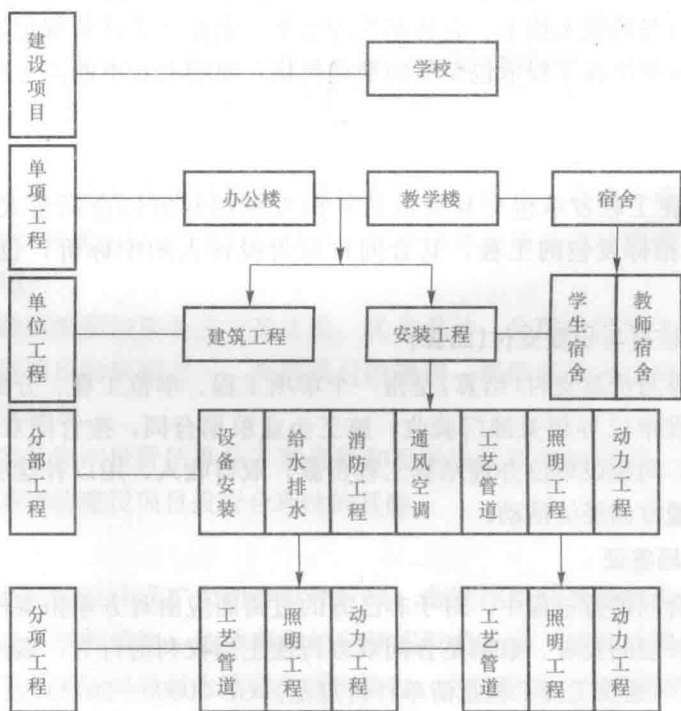 建设项目
学校
单项工程
办公楼
教学楼
宿舍
单位工程
建筑工程
安装工程
学生宿舍
教师宿舍
分部工程
设备安装
给水排水
消防工程
通风空调
工艺管道
照明工程
动力工程
分项工程
工艺管道
照明工程
动力工程
工艺管道
照明工程
动力工程